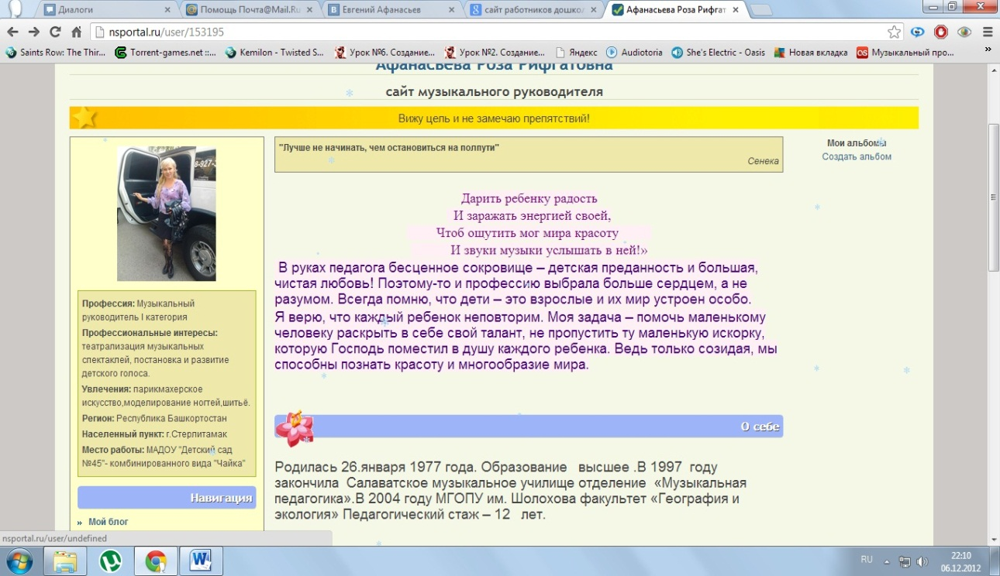 Диалоги
Помощь Почта@Mail.Ru
Евгений Афанасьев
сайт работников дошко
Афанасьева Роза Рифгат
nsportal.ru/user/153195
Saints Row: The Thir...
Torrent-games.net ::...
Kemilon - Twisted S...
Урок №6. Создание...
Урок №2. Создание...
Яндекс
Audiotoria
She's Electric - Oasis
Новая вкладка
Музыкальный про...
»
Афанасьева Роза Рифгатовна
сайт музыкального руководителя
Вижу цель и не замечаю препятствий!
8-927-
Профессия: Музыкальный
руководитель I категория
Профессиональные интересы:
театрализация музыкальных
спектаклей, постановка и развитие
детского голоса.
Увлечения: парикмахерское
искусство,моделирование ногтей,шитьё.
Регион: Республика Башкортостан
Населенный пункт: г.Стерлитамак
Место работы: МАДОУ "Детский сад
№45"- комбинированного вида "Чайка"
Навигация
» Мой блог
"Лучше не начинать, чем остановиться на полпути"
Сенека
Дарить ребенку радость
И заражать энергией своей,
Чтоб ощутить мог мира красоту
И звуки музыки услышать в ней!»
В руках педагога бесценное сокровище – детская преданность и большая,
чистая любовь! Поэтому-то и профессию выбрала больше сердцем, а не
разумом. Всегда помню, что дети – это взрослые и их мир устроен особо.
Я верю, что каждый ребенок неповторим. Моя задача – помочь маленькому
человеку раскрыть в себе свой талант, не пропустить ту маленькую искорку,
которую Господь поместил в душу каждого ребенка. Ведь только созидая, мы
способны познать красоту и многообразие мира.
О себе
Родилась 26.января 1977 года. Образование высшее .В 1997 году
закончила Салаватское музыкальное училище отделение «Музыкальная
педагогика».В 2004 году МГОПУ им. Шолохова факультет «География и
экология» Педагогический стаж – 12 лет.
Мои альбомы
Создать альбом
nsportal.ru/user/undefined
RU
22:10
06.12.2012